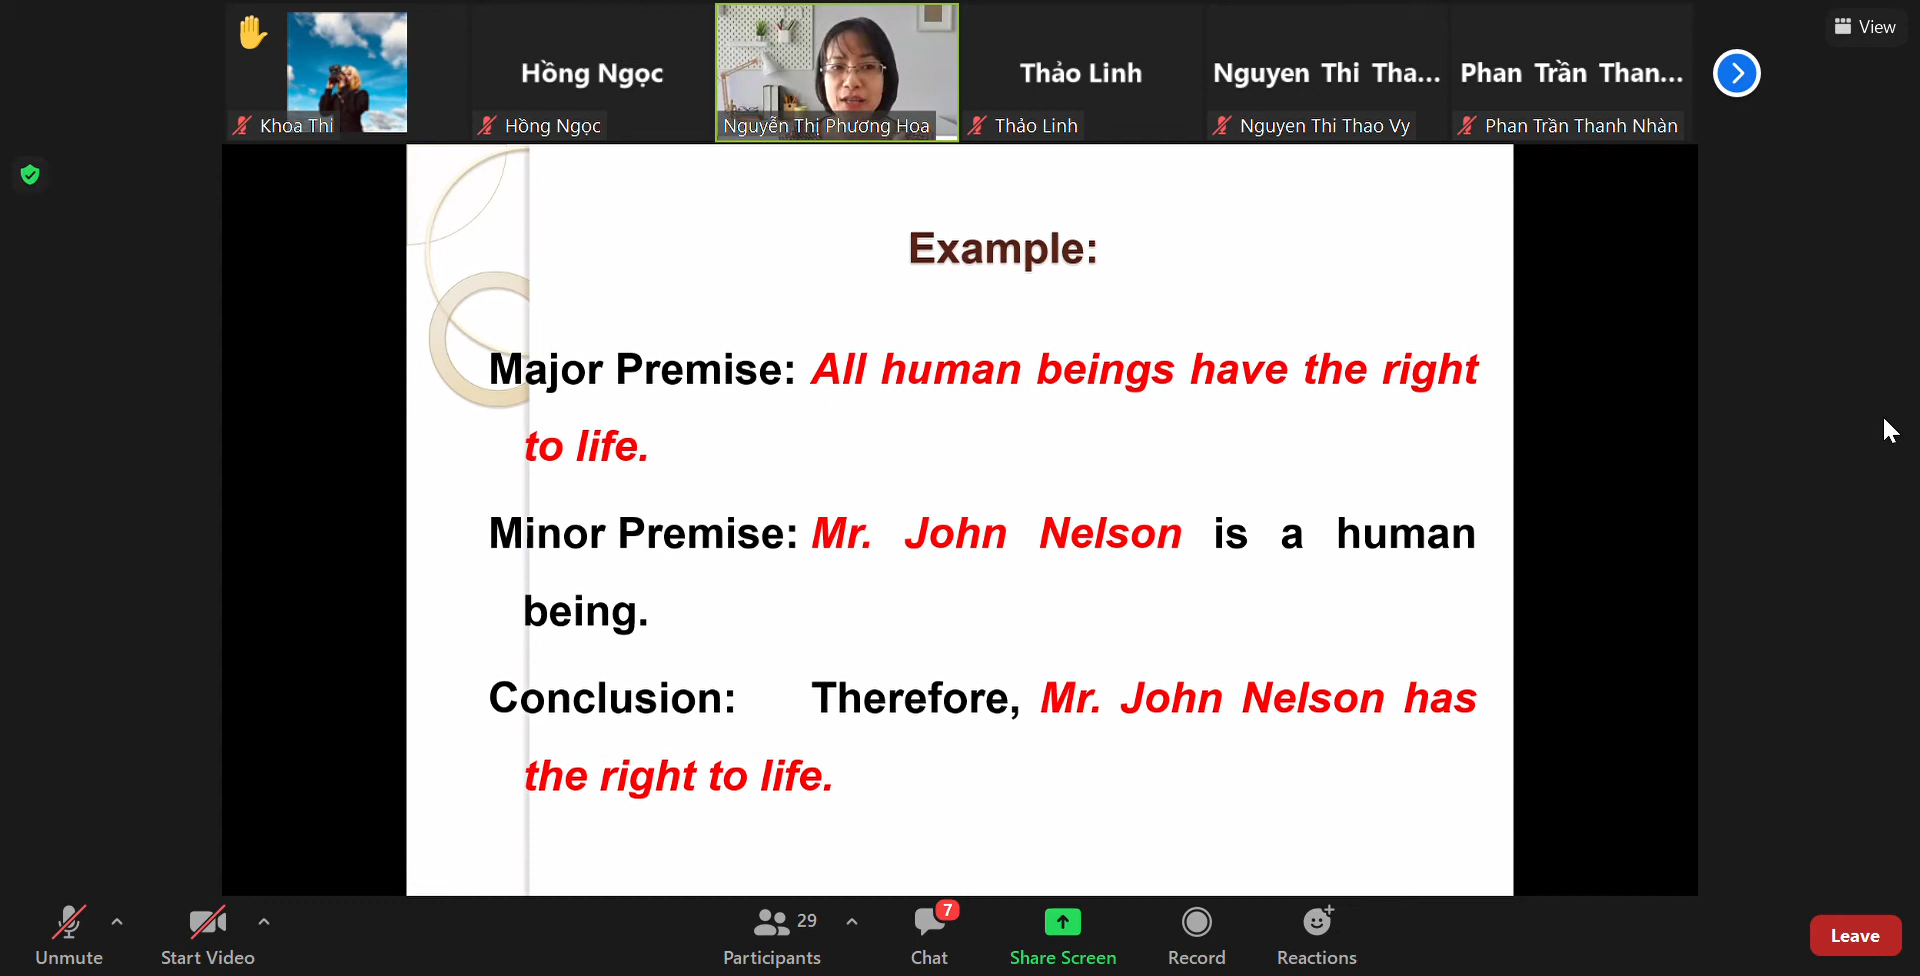 View
Hồng Ngọc
Thảo Linh
Nguyen Thi Tha...
Phan Trần Than...
Khoa Thi
Hồng Ngọc
Nguyễn Thị Phương Hoa
Thảo Linh
Nguyen Thi Thao Vy
Phan Trần Thanh Nhàn
Example:
Major Premise: All human beings have the right
to life.
Minor Premise: Mr. John Nelson is a human
being.
Conclusion: Therefore, Mr. John Nelson has
the right to life.
29
7
Unmute
Start Video
Participants
Chat
Share Screen
Record
Reactions
Leave